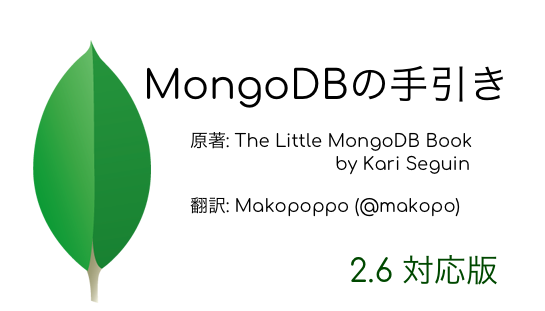 MongoDBの手引き
原著: The Little MongoDB Book
by Kari Seguin
翻訳: Makopoppo (@makopo)
2.6 対応版